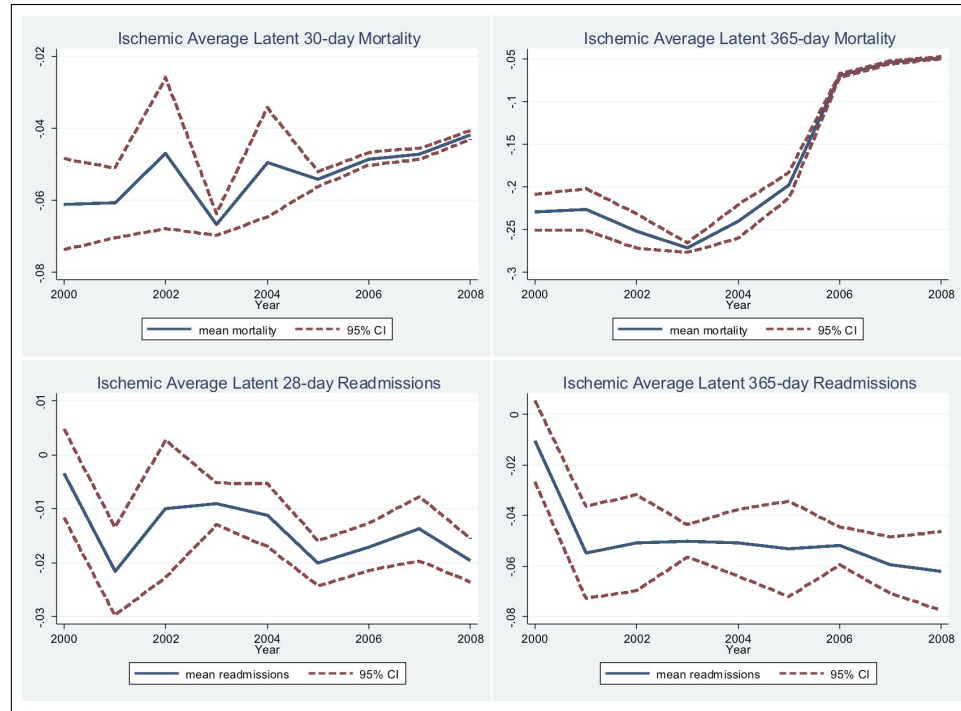 Ischemic Average Latent 30-day Mortality
-.02
-.04
-.06
-.08
2000 2002 2004 2006 2008
Year
mean mortality 95% CI
Ischemic Average Latent 365-day Mortality
-.05
-.1
-.15
-.2
-.25
-.3
2000 2002 2004 2006 2008
Year
mean mortality 95% CI
Ischemic Average Latent 28-day Readmissions
.01
0
-.01
-.02
-.03
2000 2002 2004 2006 2008
Year
mean readmissions 95% CI
Ischemic Average Latent 365-day Readmissions
0
-.02
-.04
-.06
-.08
2000 2002 2004 2006 2008
Year
mean readmissions 95% CI